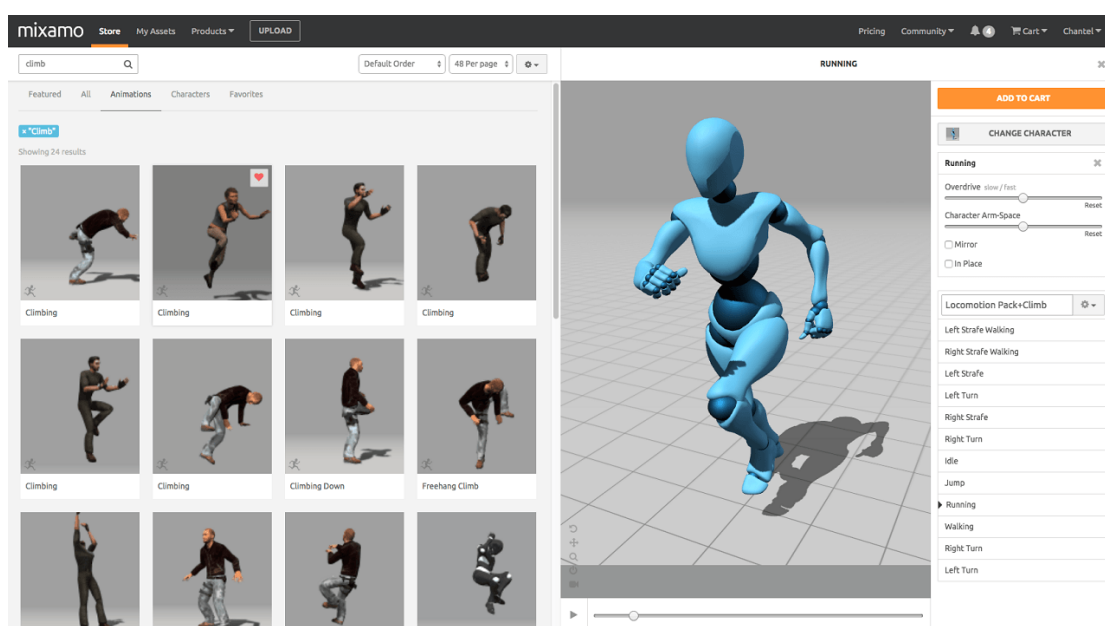 mixamo Store My Assets Products UPLOAD Pricing Community 4 Cart Chantel
climb Default Order 48 Per page RUNNING
Featured All Animations Characters Favorites
× "Climb"
Showing 24 results
Climbing Climbing Climbing Climbing
Climbing Climbing Climbing Down Freehang Climb
ADD TO CART
CHANGE CHARACTER
Running
Overdrive slow / fast
Reset
Character Arm-Space
Reset
Mirror
In Place
Locomotion Pack+Climb
Left Strafe Walking
Right Strafe Walking
Left Strafe
Left Turn
Right Strafe
Right Turn
Idle
Jump
Running
Walking
Right Turn
Left Turn